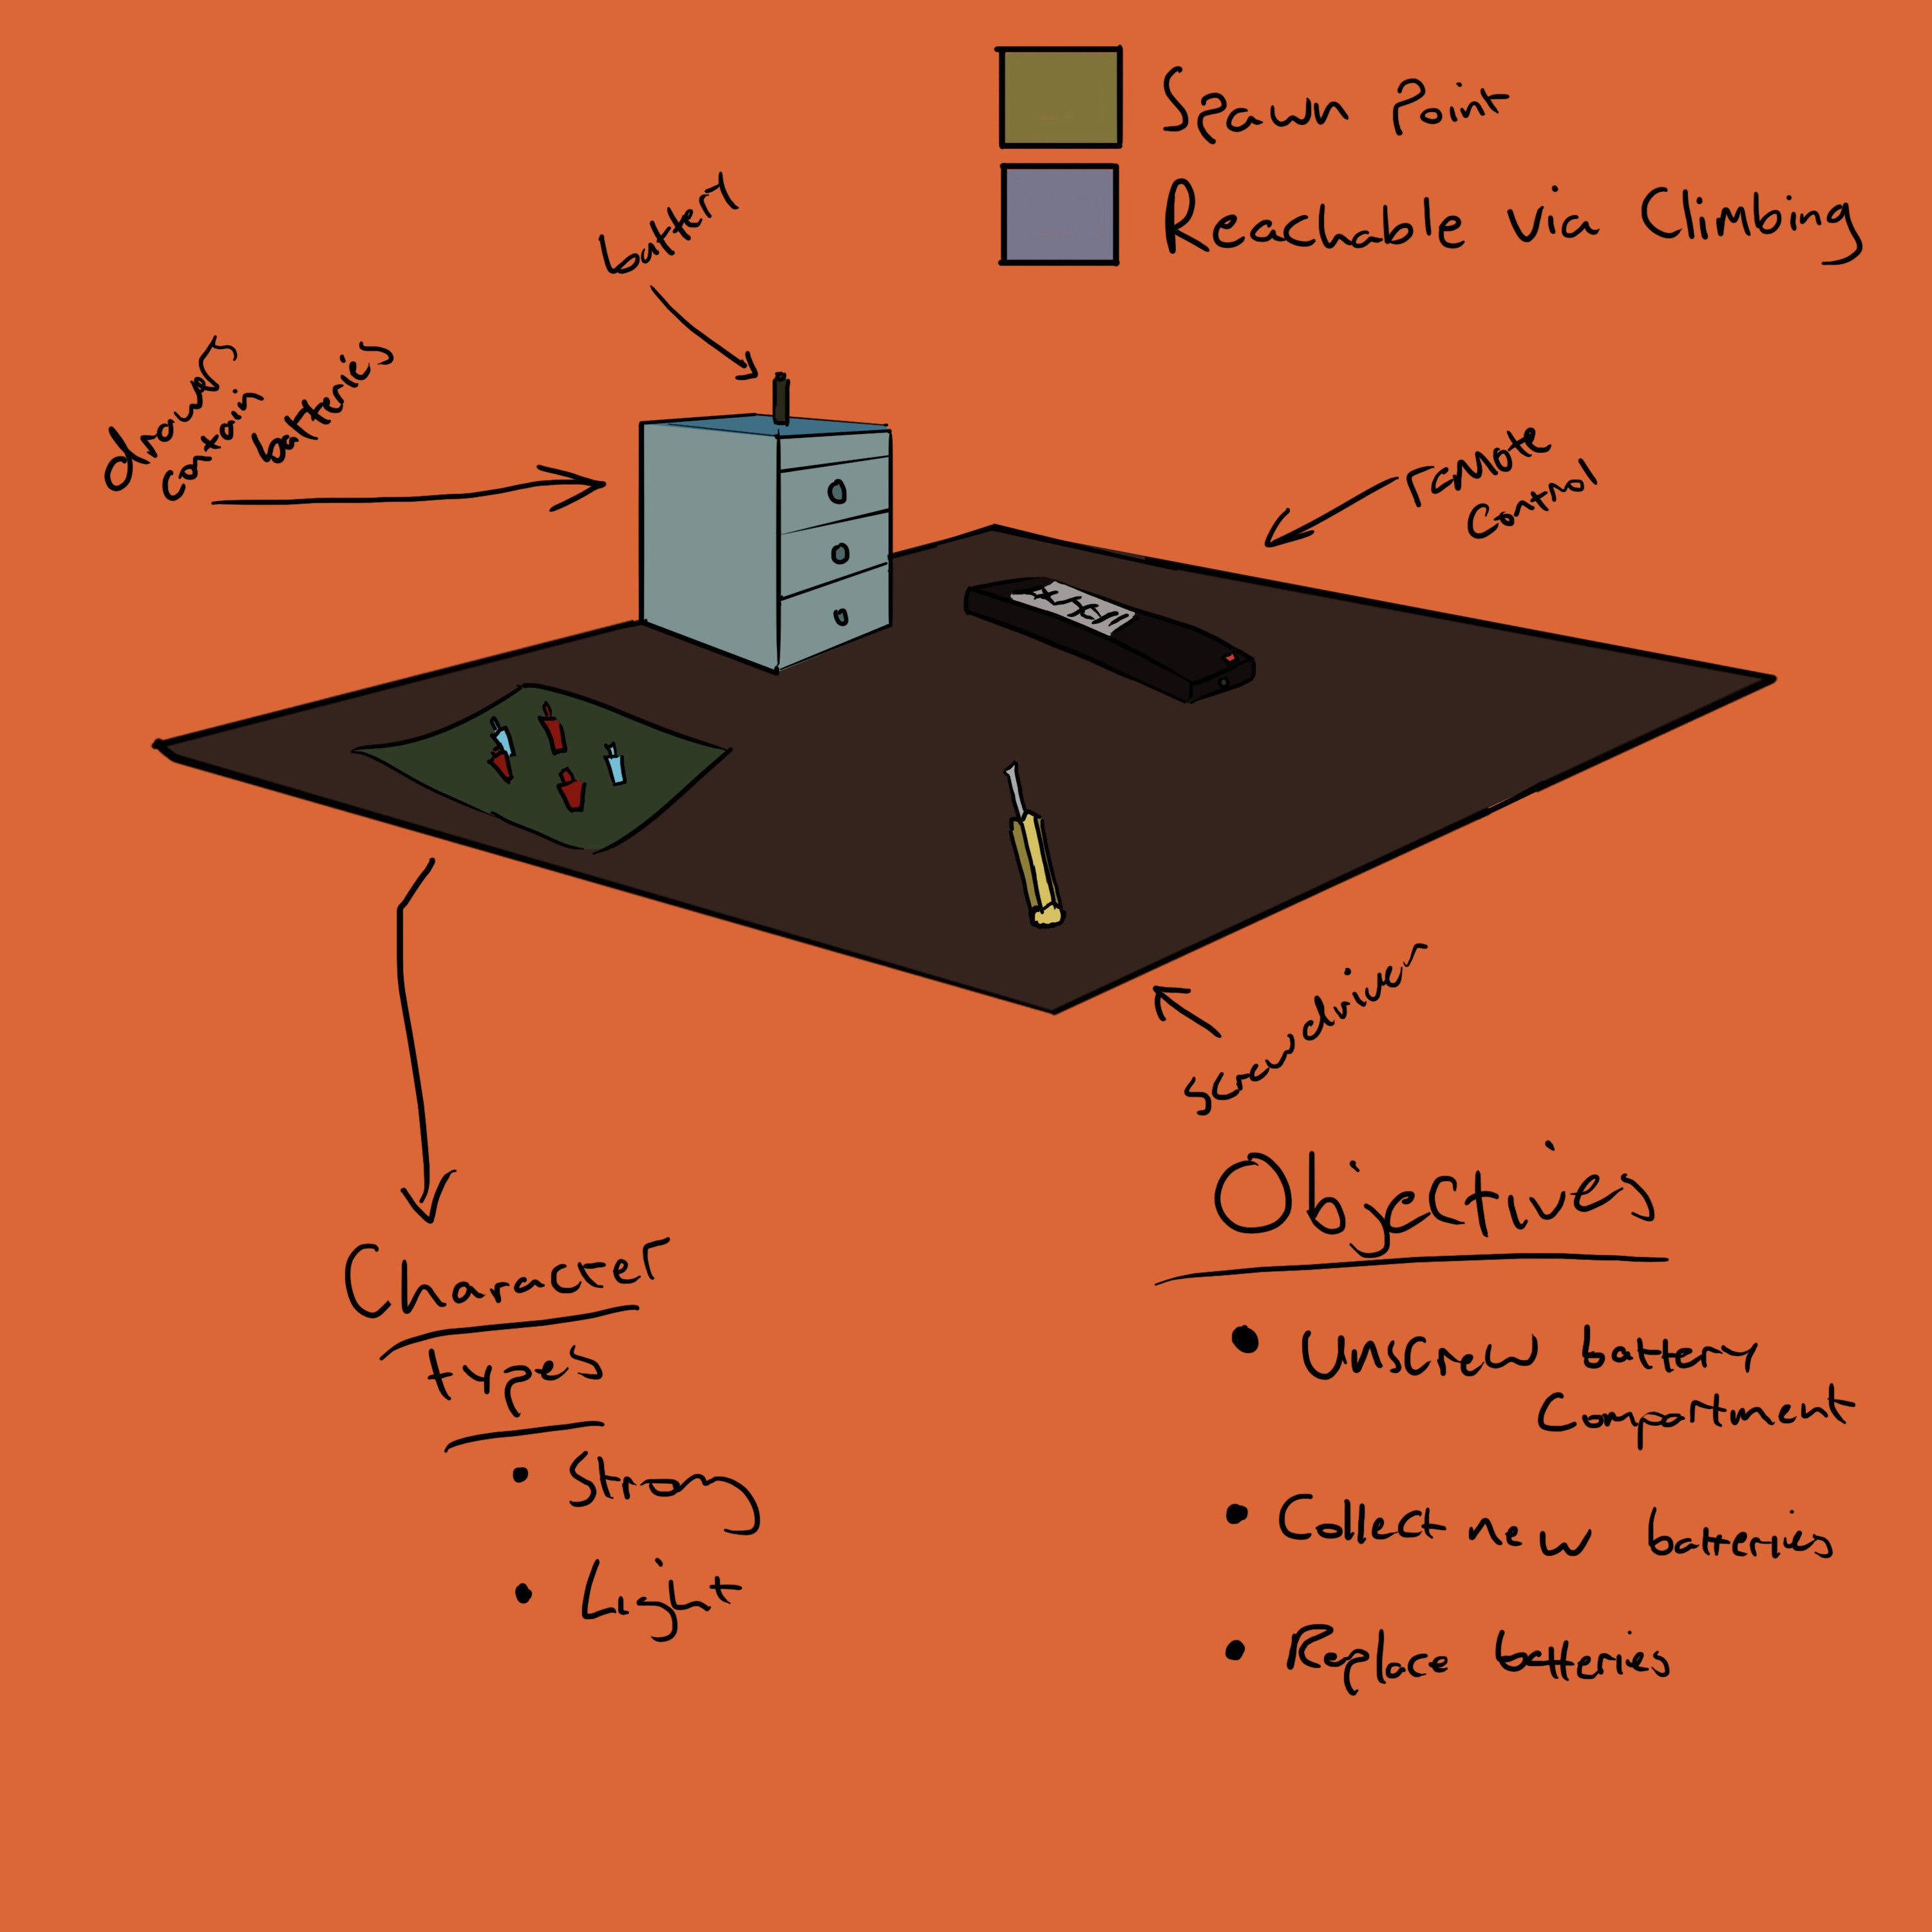 Spawn Point
Reachable via Climbing
battery
drawers
contain
batteries
remote
control
screwdriver
Character
types
• Strong
• Light
Objectives
• unscrew battery
compartment
• Collect new batteries
• Replace batteries